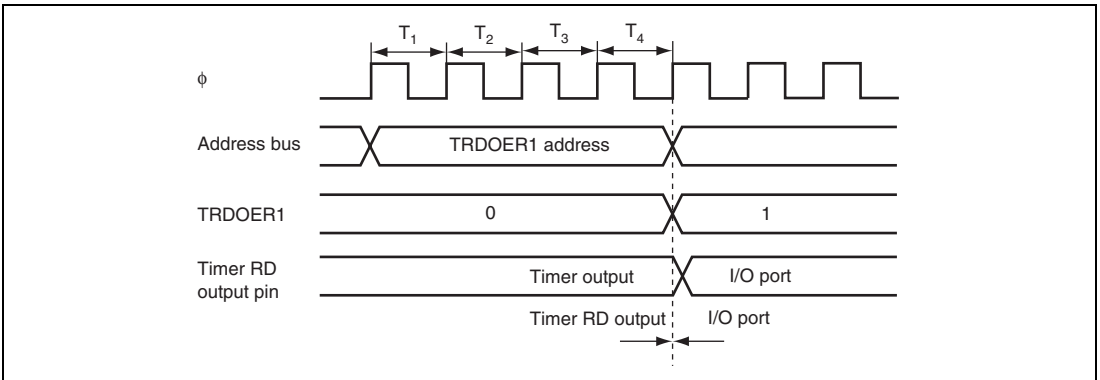 T1 T2 T3 T4
ϕ
Address bus TRDOER1 address
TRDOER1 0 1
Timer RD
output pin
Timer output I/O port
Timer RD output I/O port